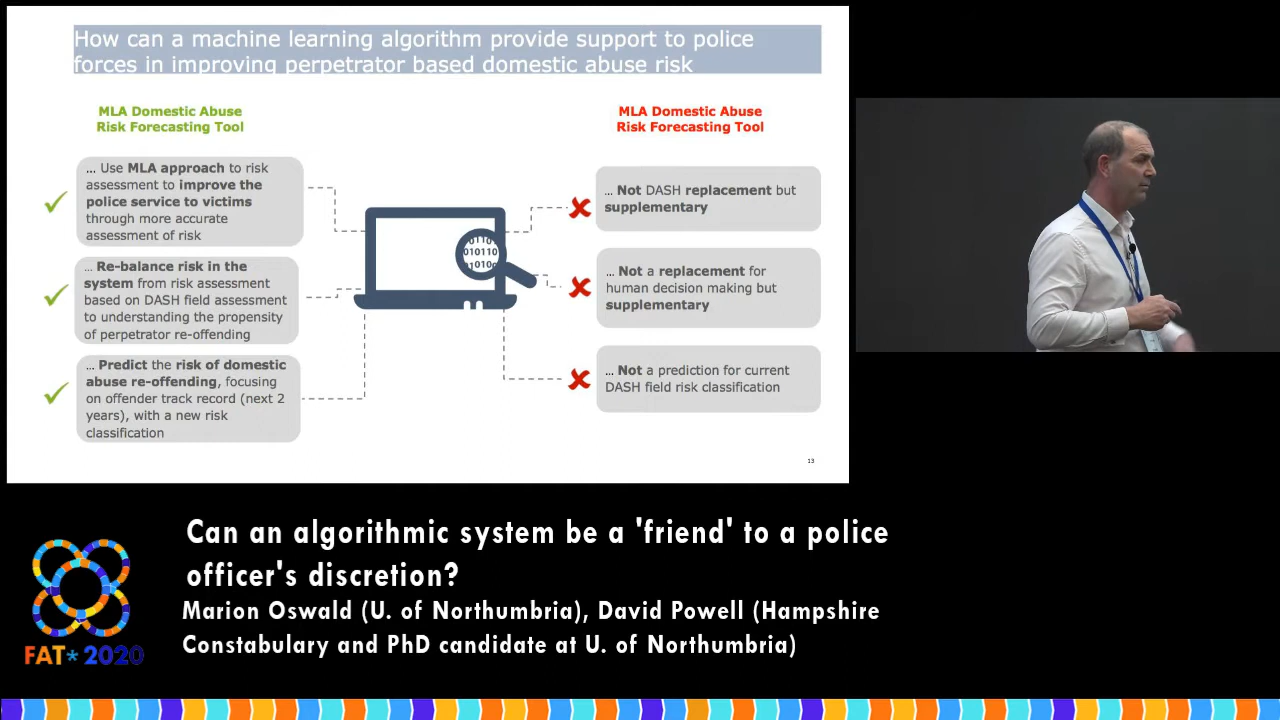 How can a machine learning algorithm provide support to police
forces in improving perpetrator based domestic abuse risk
MLA Domestic Abuse
Risk Forecasting Tool
... Use MLA approach to risk
assessment to improve the
police service to victims
through more accurate
assessment of risk
... Re-balance risk in the
system from risk assessment
based on DASH field assessment
to understanding the propensity
of perpetrator re-offending
... Predict the risk of domestic
abuse re-offending, focusing
on offender track record (next 2
years), with a new risk
classification
MLA Domestic Abuse
Risk Forecasting Tool
... Not DASH replacement but
supplementary
... Not a replacement for
human decision making but
supplementary
... Not a prediction for current
DASH field risk classification
010110
13
Can an algorithmic system be a 'friend' to a police
officer's discretion?
Marion Oswald (U. of Northumbria), David Powell (Hampshire
Constabulary and PhD candidate at U. of Northumbria)
FAT* 2020